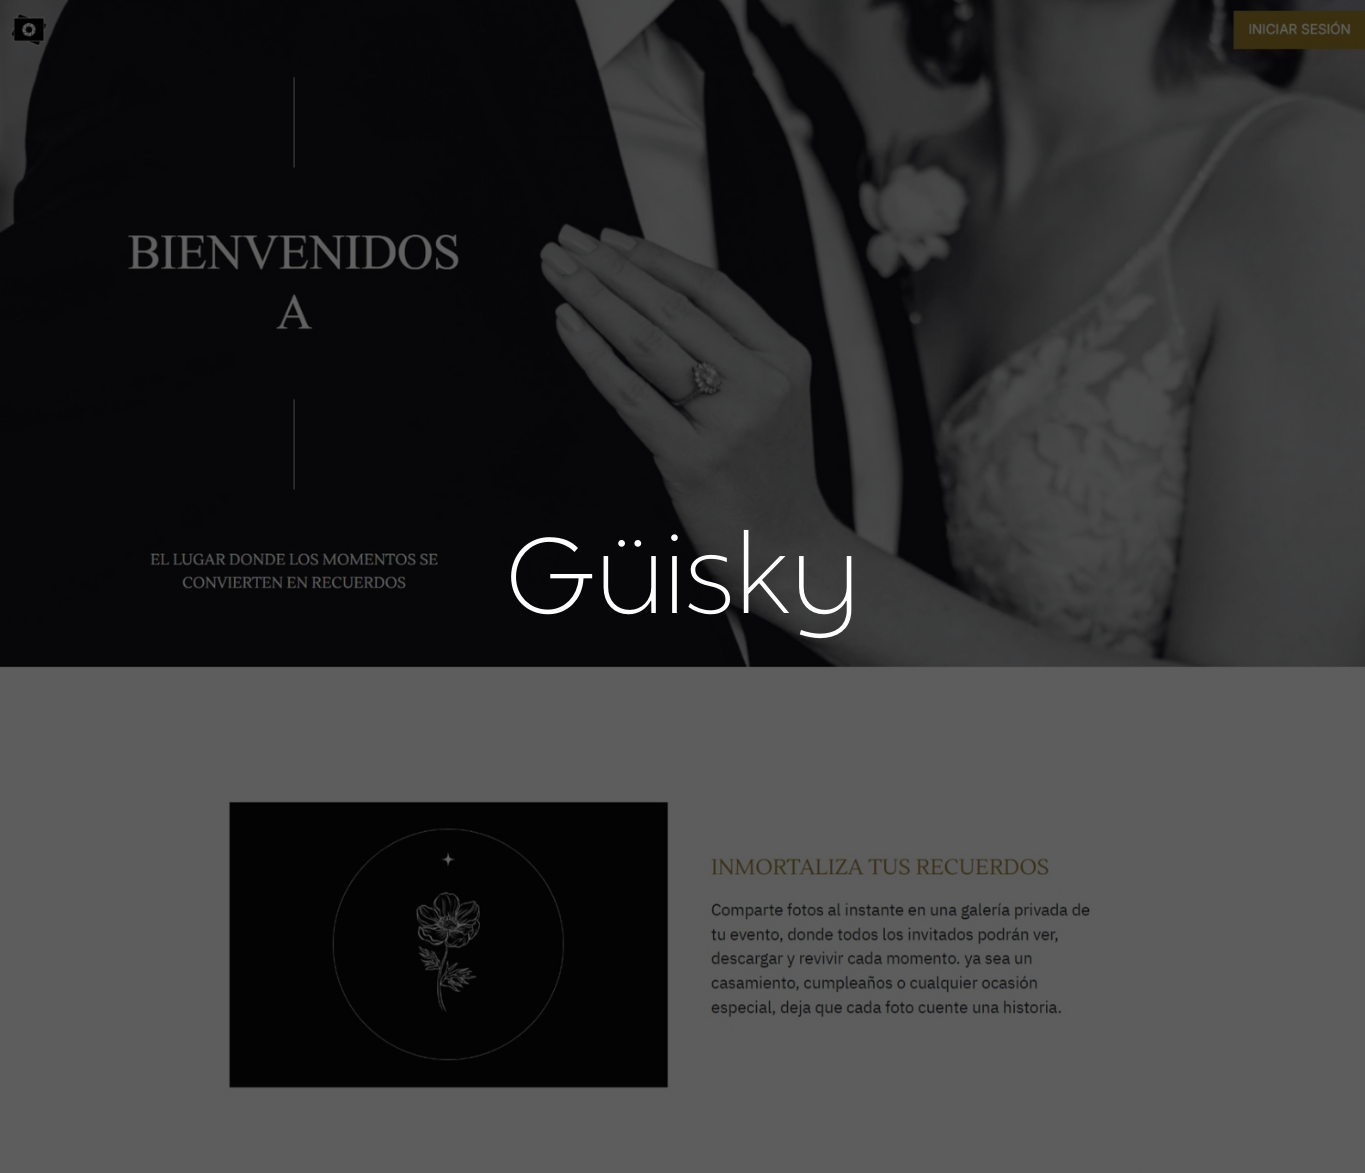 INICIAR SESIÓN
BIENVENIDOS
A
EL LUGAR DONDE LOS MOMENTOS SE
CONVIERTEN EN RECUERDOS
Güisky
INMORTALIZA TUS RECUERDOS
Comparte fotos al instante en una galería privada de
tu evento, donde todos los invitados podrán ver,
descargar y revivir cada momento. ya sea un
casamiento, cumpleaños o cualquier ocasión
especial, deja que cada foto cuente una historia.